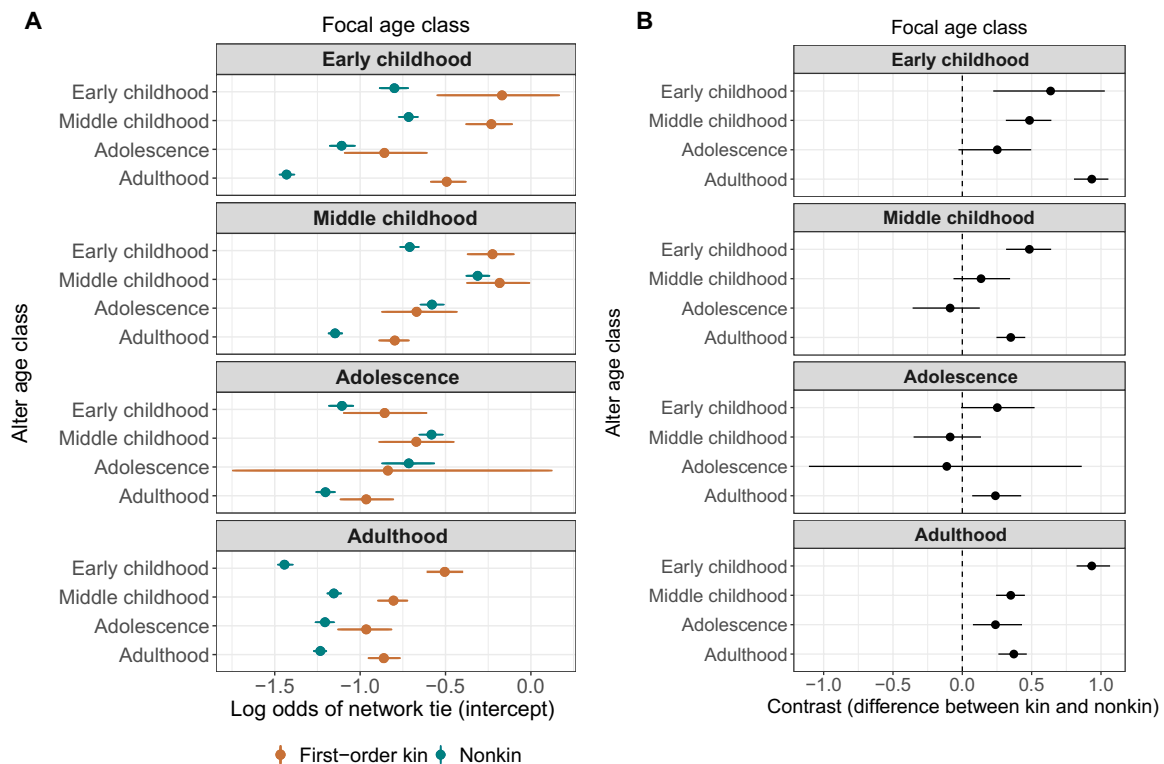 A
Focal age class
Early childhood
Early childhood
Middle childhood
Adolescence
Adulthood
Middle childhood
Early childhood
Middle childhood
Adolescence
Adulthood
Adolescence
Early childhood
Middle childhood
Adolescence
Adulthood
Adulthood
Early childhood
Middle childhood
Adolescence
Adulthood
Alter age class
−1.5 −1.0 −0.5 0.0
Log odds of network tie (intercept)
First−order kin Nonkin
B
Focal age class
Early childhood
Early childhood
Middle childhood
Adolescence
Adulthood
Middle childhood
Early childhood
Middle childhood
Adolescence
Adulthood
Adolescence
Early childhood
Middle childhood
Adolescence
Adulthood
Adulthood
Early childhood
Middle childhood
Adolescence
Adulthood
Alter age class
−1.0 −0.5 0.0 0.5 1.0
Contrast (difference between kin and nonkin)